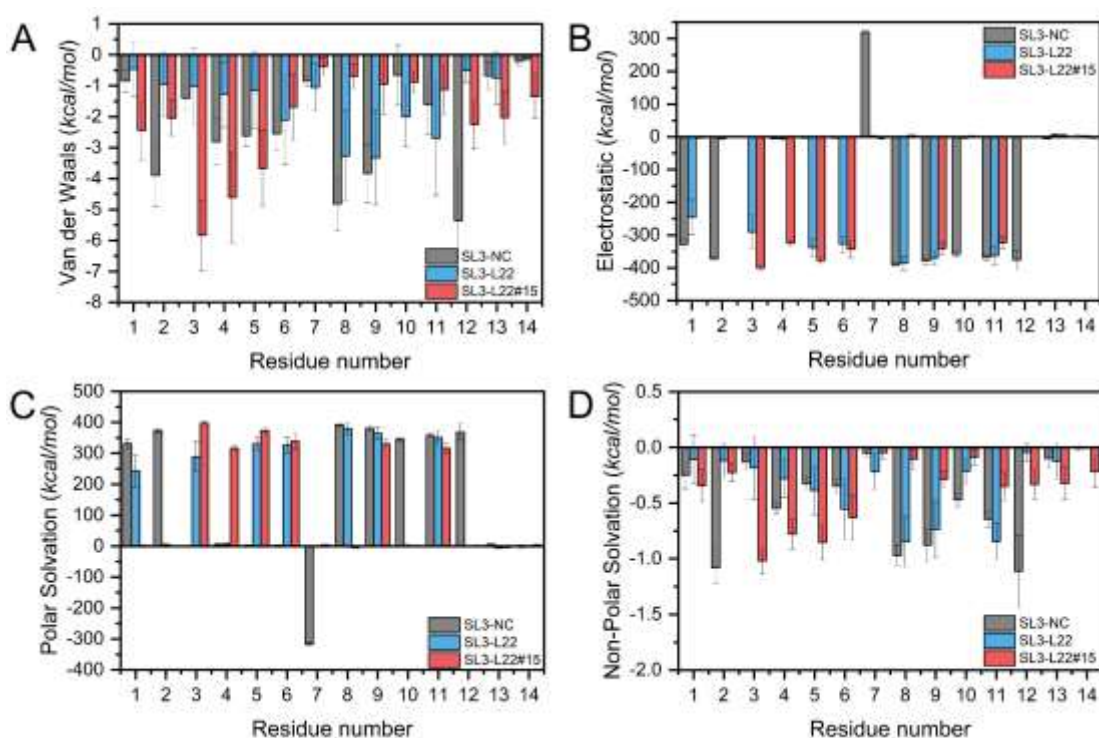 A
Van der Waals (kcal/mol)
1
0
-1
-2
-3
-4
-5
-6
-7
-8
SL3-NC
SL3-L22
SL3-L22#15
1 2 3 4 5 6 7 8 9 10 11 12 13 14
Residue number
B
Electrostatic (kcal/mol)
300
200
100
0
-100
-200
-300
-400
-500
SL3-NC
SL3-L22
SL3-L22#15
1 2 3 4 5 6 7 8 9 10 11 12 13 14
Residue number
C
Polar Solvation (kcal/mol)
500
400
300
200
100
0
-100
-200
-300
-400
SL3-NC
SL3-L22
SL3-L22#15
1 2 3 4 5 6 7 8 9 10 11 12 13 14
Residue number
D
Non-Polar Solvation (kcal/mol)
0.5
0.0
-0.5
-1.0
-1.5
-2.0
SL3-NC
SL3-L22
SL3-L22#15
1 2 3 4 5 6 7 8 9 10 11 12 13 14
Residue number